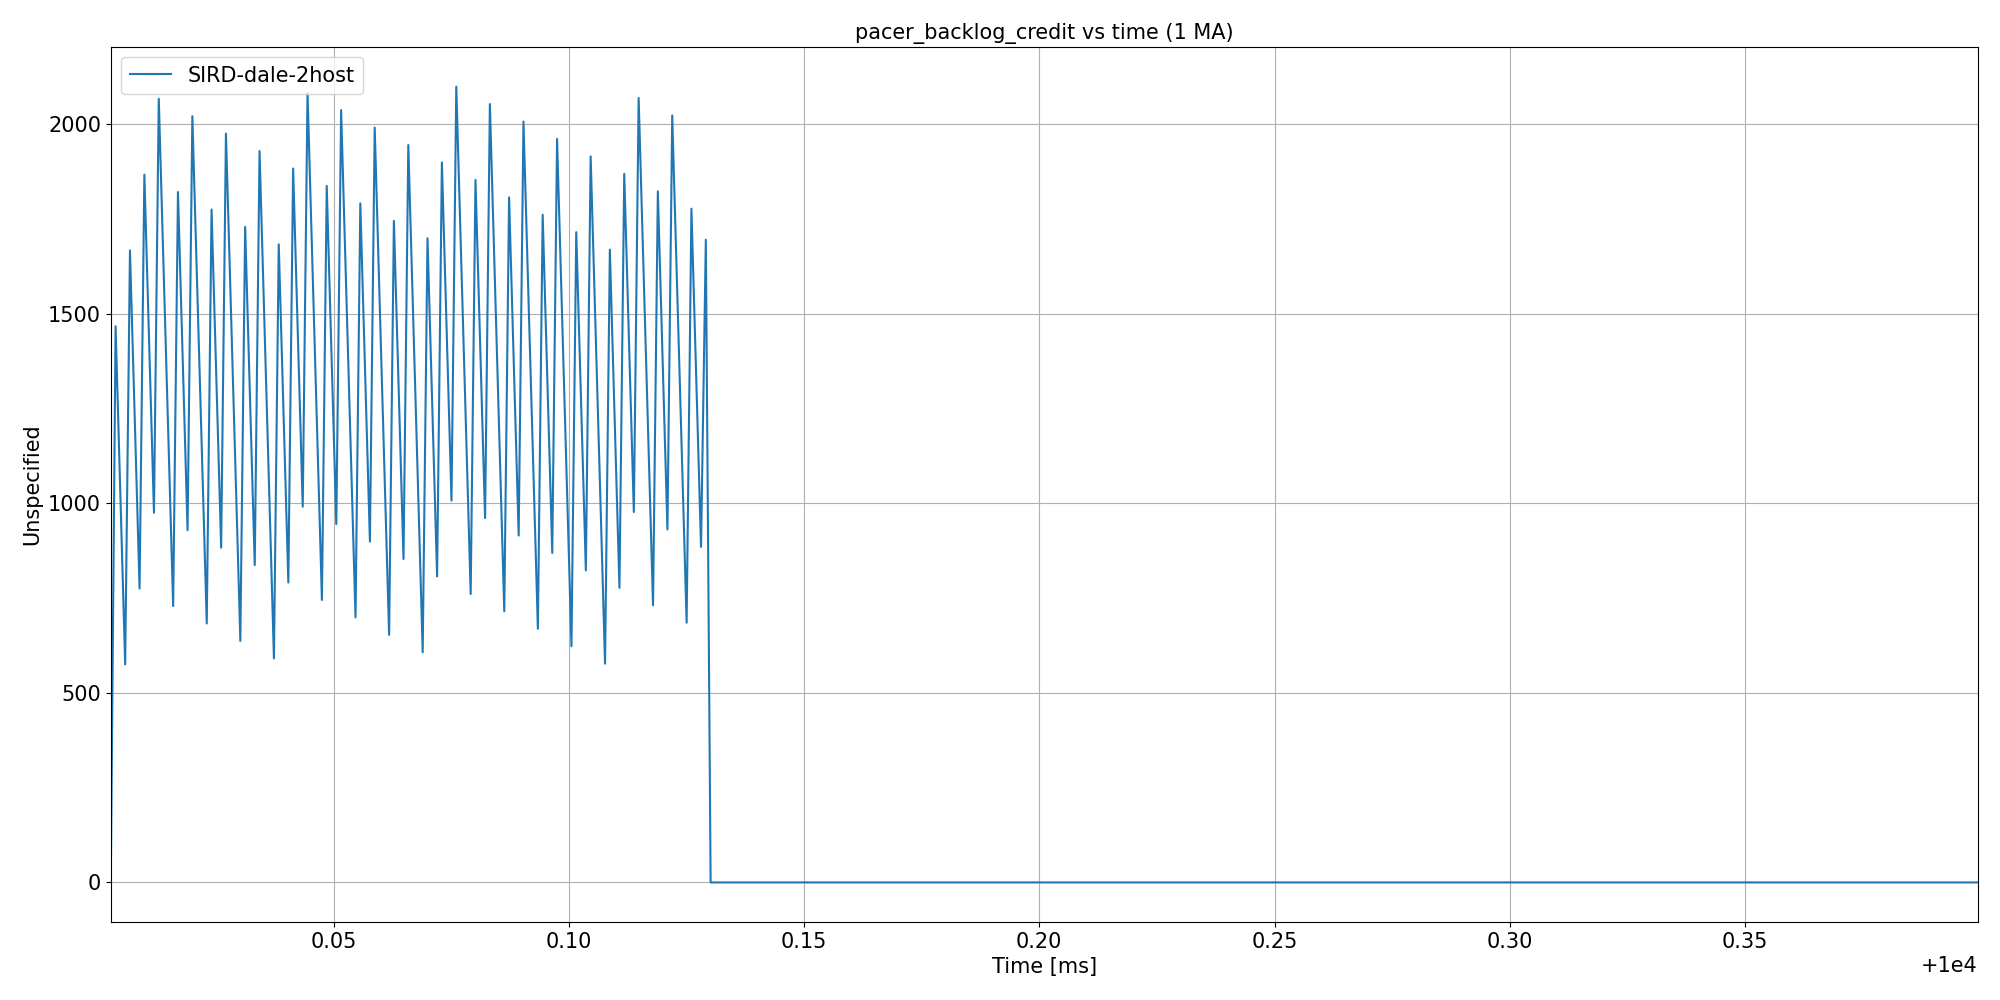 pacer_backlog_credit vs time (1 MA)
SIRD-dale-2host
2000
1500
1000
500
0
Unspecified
0.05 0.10 0.15 0.20 0.25 0.30 0.35
Time [ms]
+1e4